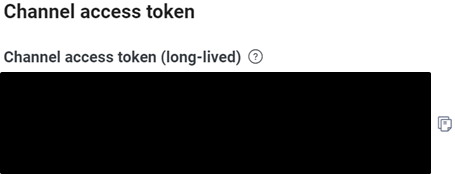 Channel access token
Channel access token (long-lived) ?